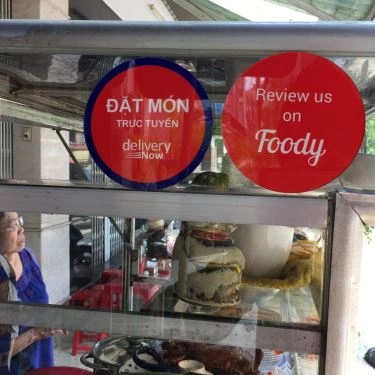 ĐẶT MÓN
TRỰC TUYẾN
delivery
Now
Review us
on
Foody